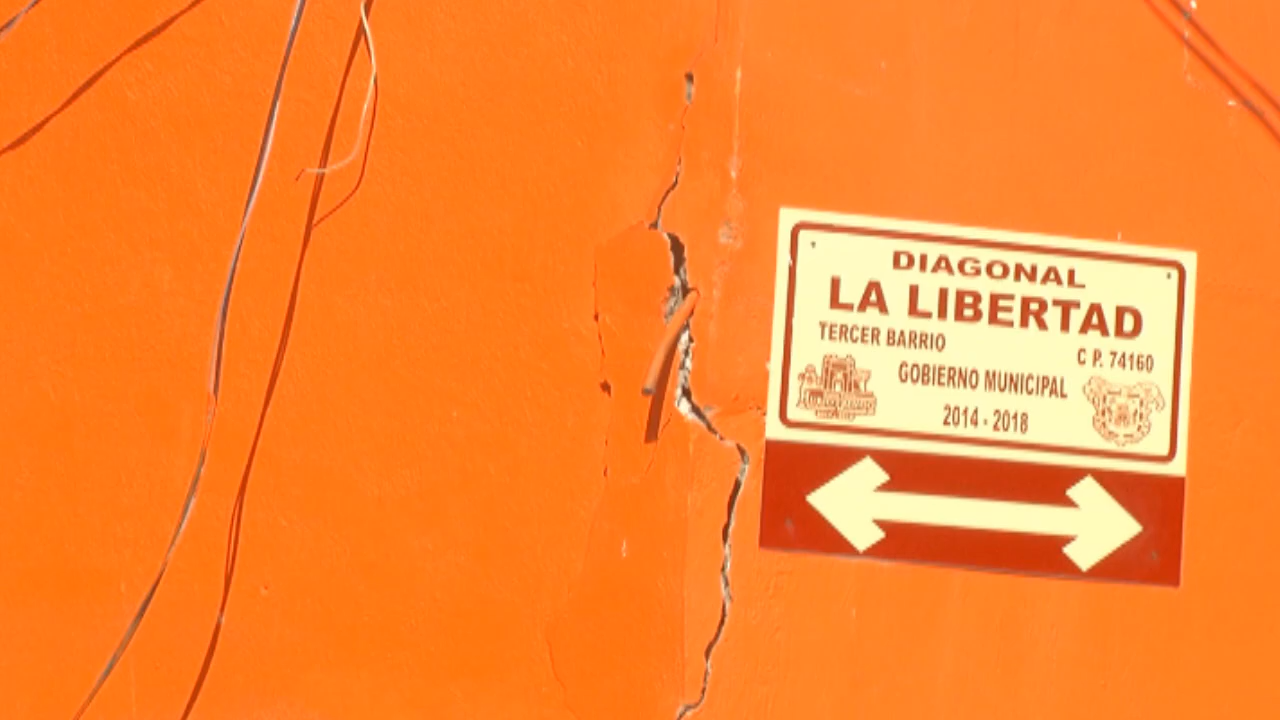 DIAGONAL
LA LIBERTAD
TERCER BARRIO
C P. 74160
GOBIERNO MUNICIPAL
2014 - 2018